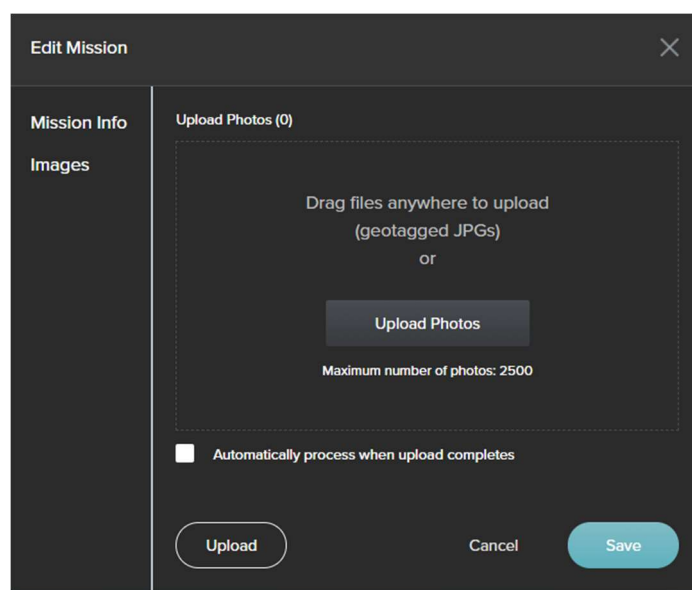 Edit Mission
Mission Info
Images
Upload Photos (0)
Drag files anywhere to upload
(geotagged JPGs)
or
Upload Photos
Maximum number of photos: 2500
Automatically process when upload completes
Upload
Cancel
Save